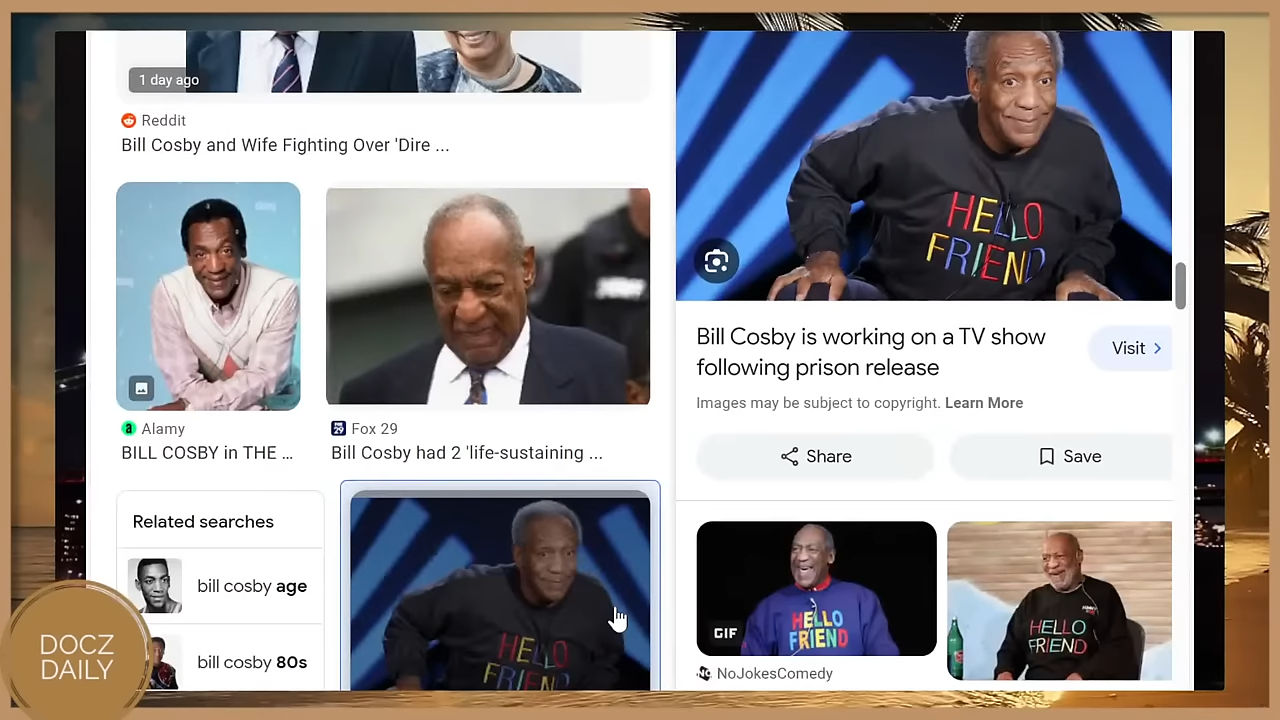 1 day ago
Reddit
Bill Cosby and Wife Fighting Over 'Dire ...
Alamy
BILL COSBY in THE ...
FOX 29
Fox 29
Bill Cosby had 2 'life-sustaining ...
Related searches
bill cosby age
bill cosby 80s
HELLO
FRIEND
HELLO
FRIEND
Bill Cosby is working on a TV show
following prison release
Visit
Images may be subject to copyright. Learn More
Share
Save
GIF
HELLO
FRIEND
NoJokesComedy
HELLO
FRIEND
DOCZ
DAILY